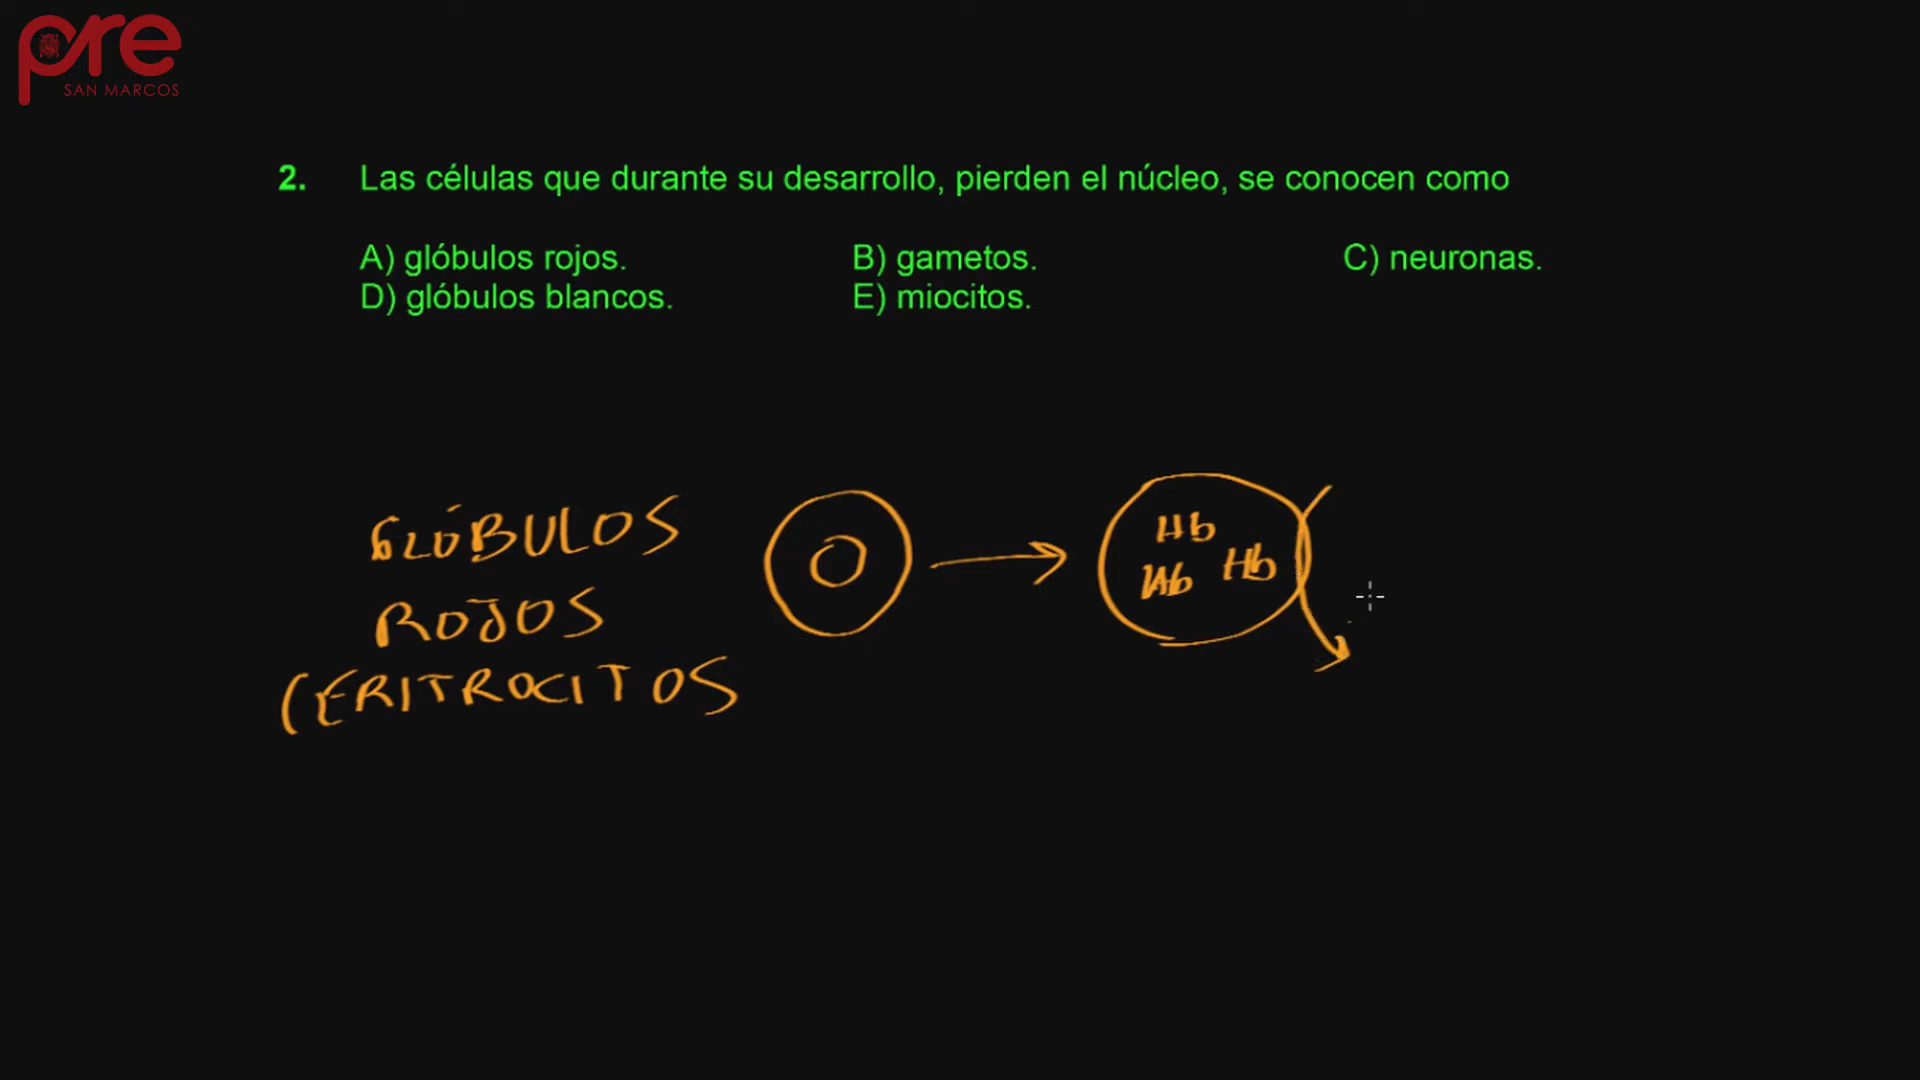 pre
SAN MARCOS
2. Las células que durante su desarrollo, pierden el núcleo, se conocen como
A) glóbulos rojos. B) gametos. C) neuronas.
D) glóbulos blancos. E) miocitos.
GLÓBULOS
ROJOS
(ERITROCITOS
Hb
Hb Hb